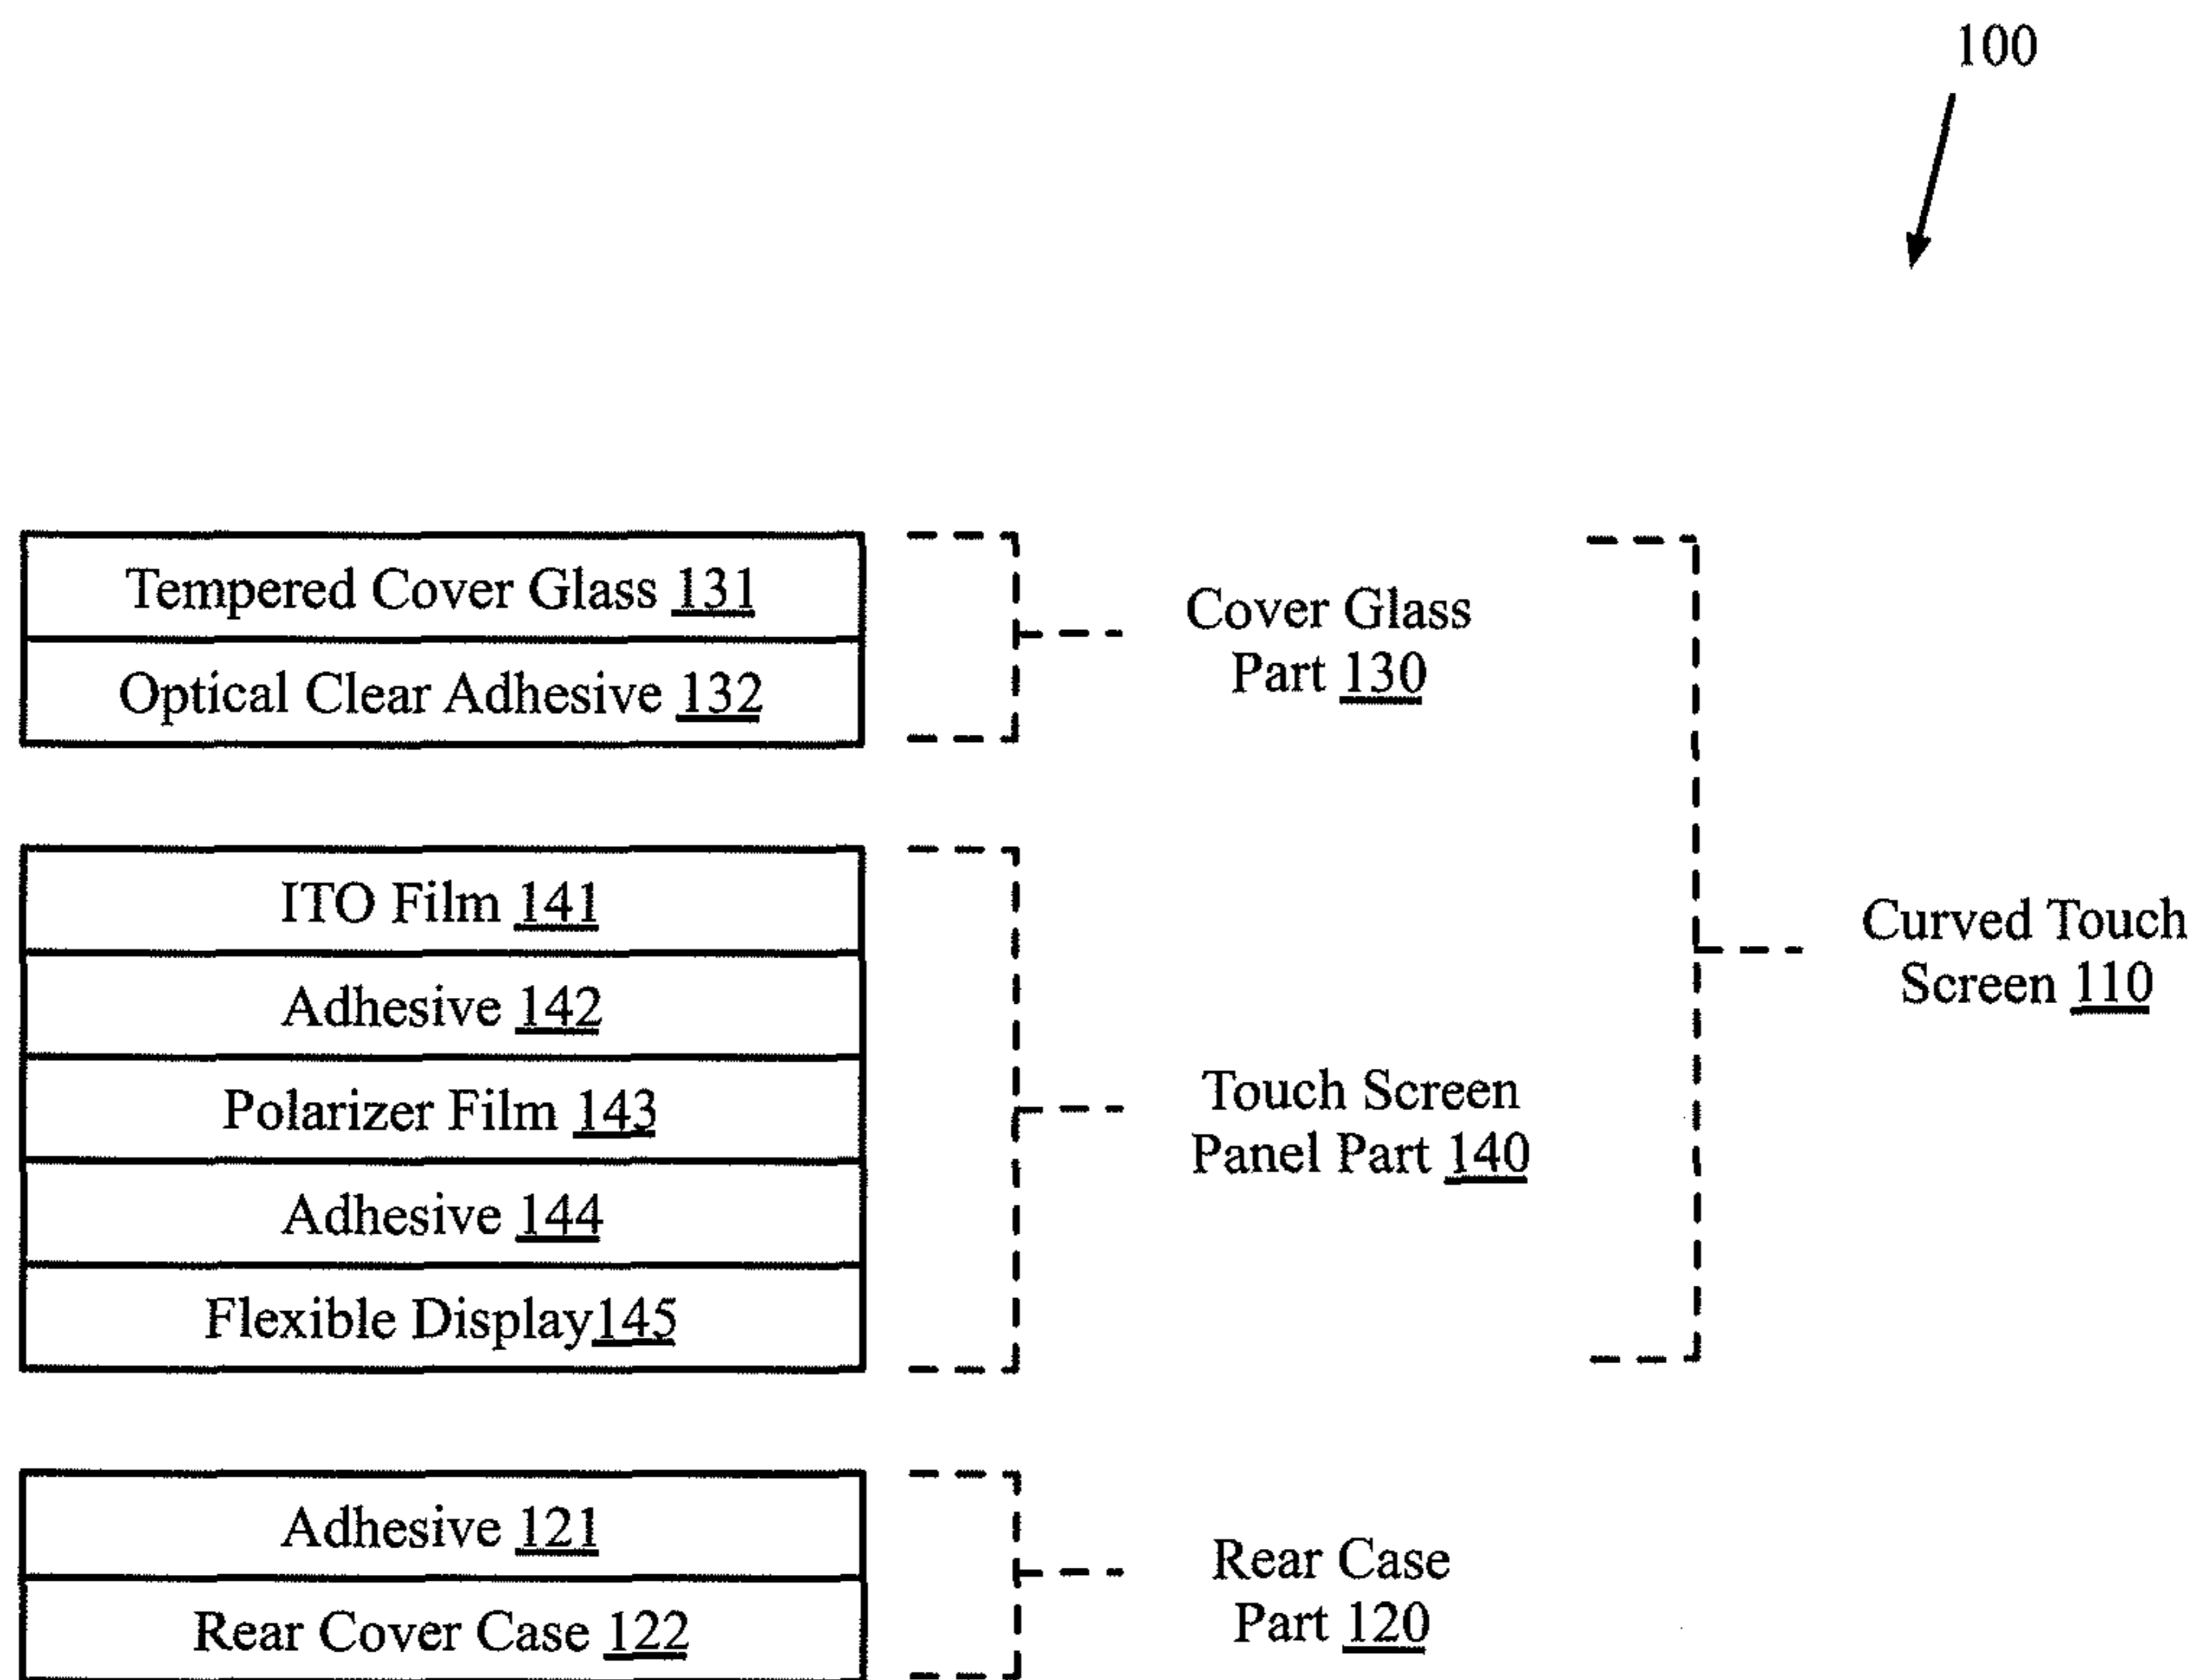 100
Tempered Cover Glass 131
Optical Clear Adhesive 132
Cover Glass
Part 130
ITO Film 141
Adhesive 142
Polarizer Film 143
Adhesive 144
Flexible Display145
Touch Screen
Panel Part 140
Curved Touch
Screen 110
Adhesive 121
Rear Cover Case 122
Rear Case
Part 120